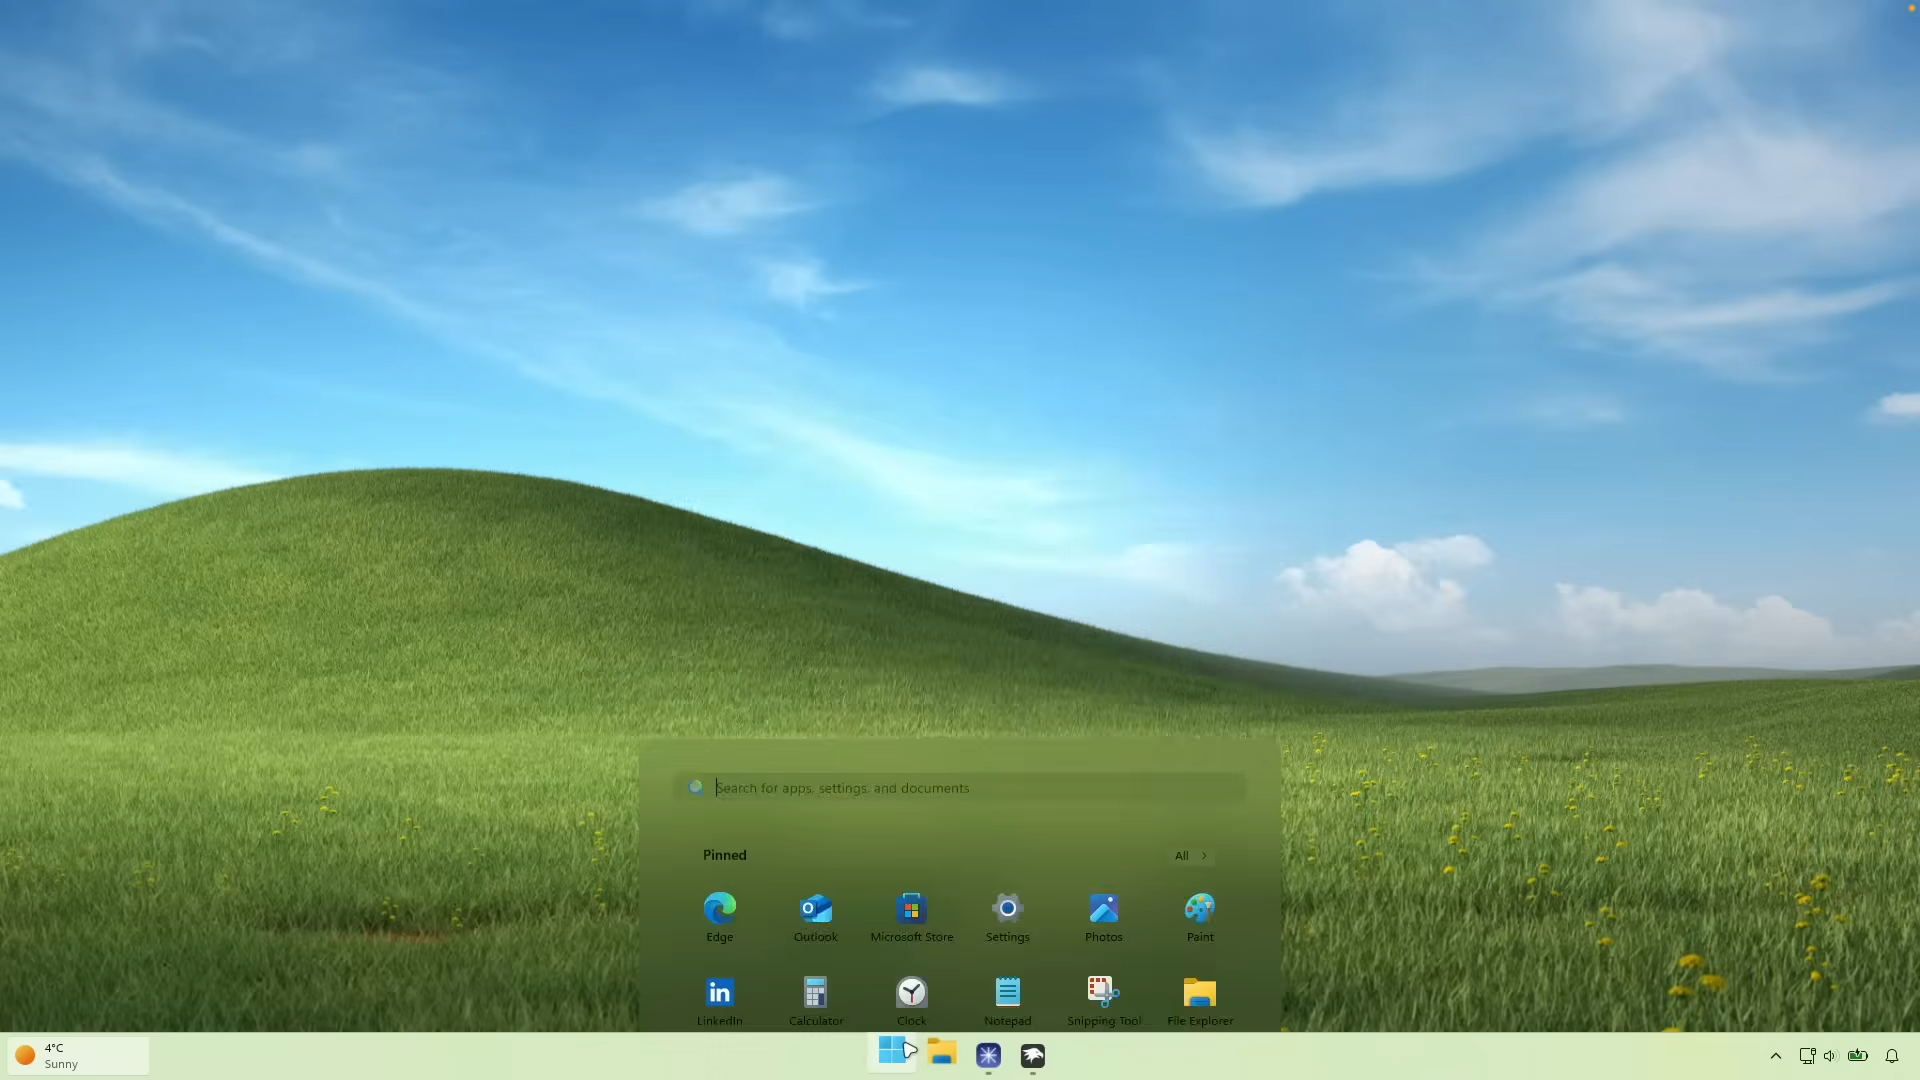 Search for apps, settings, and documents
Pinned
All
Edge
Outlook
Microsoft Store
Settings
Photos
Paint
LinkedIn
Calculator
Clock
Notepad
Snipping Tool
File Explorer
4°C
Sunny